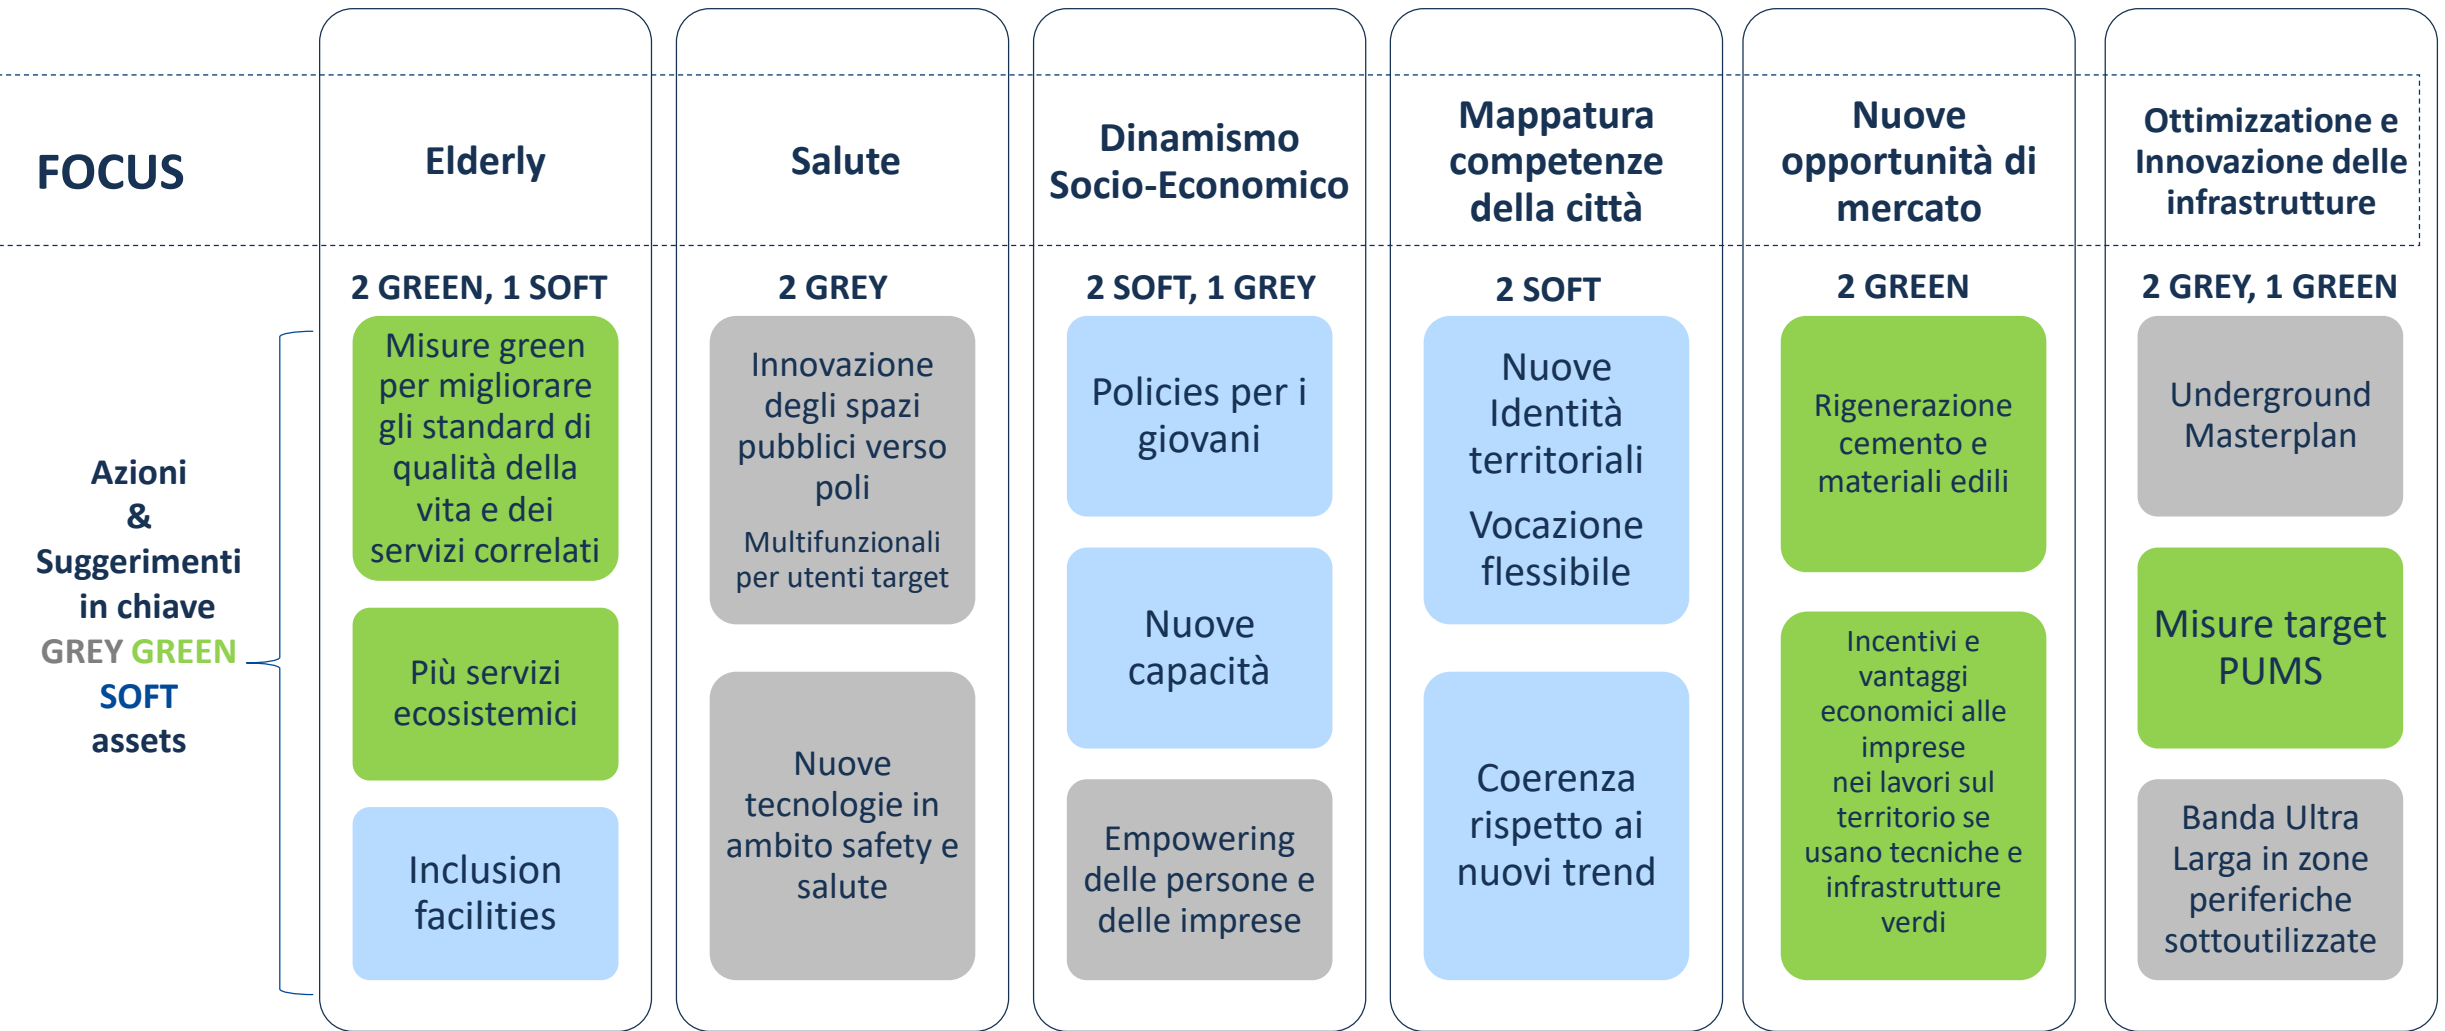 FOCUS
Elderly
Salute
Dinamismo
Socio-Economico
Mappatura
competenze
della città
Nuove
opportunità di
mercato
Ottimizzatione e
Innovazione delle
infrastrutture
Azioni
&
Suggerimenti
in chiave
GREY GREEN
SOFT
assets
2 GREEN, 1 SOFT
Misure green
per migliorare
gli standard di
qualità della
vita e dei
servizi correlati
Più servizi
ecosistemici
Inclusion
facilities
2 GREY
Innovazione
degli spazi
pubblici verso
poli
Multifunzionali
per utenti target
Nuove
tecnologie in
ambito safety e
salute
2 SOFT, 1 GREY
Policies per i
giovani
Nuove
capacità
Empowering
delle persone e
delle imprese
2 SOFT
Nuove
Identità
territoriali
Vocazione
flessibile
Coerenza
rispetto ai
nuovi trend
2 GREEN
Rigenerazione
cemento e
materiali edili
Incentivi e
vantaggi
economici alle
imprese
nei lavori sul
territorio se
usano tecniche e
infrastrutture
verdi
2 GREY, 1 GREEN
Underground
Masterplan
Misure target
PUMS
Banda Ultra
Larga in zone
periferiche
sottoutilizzate